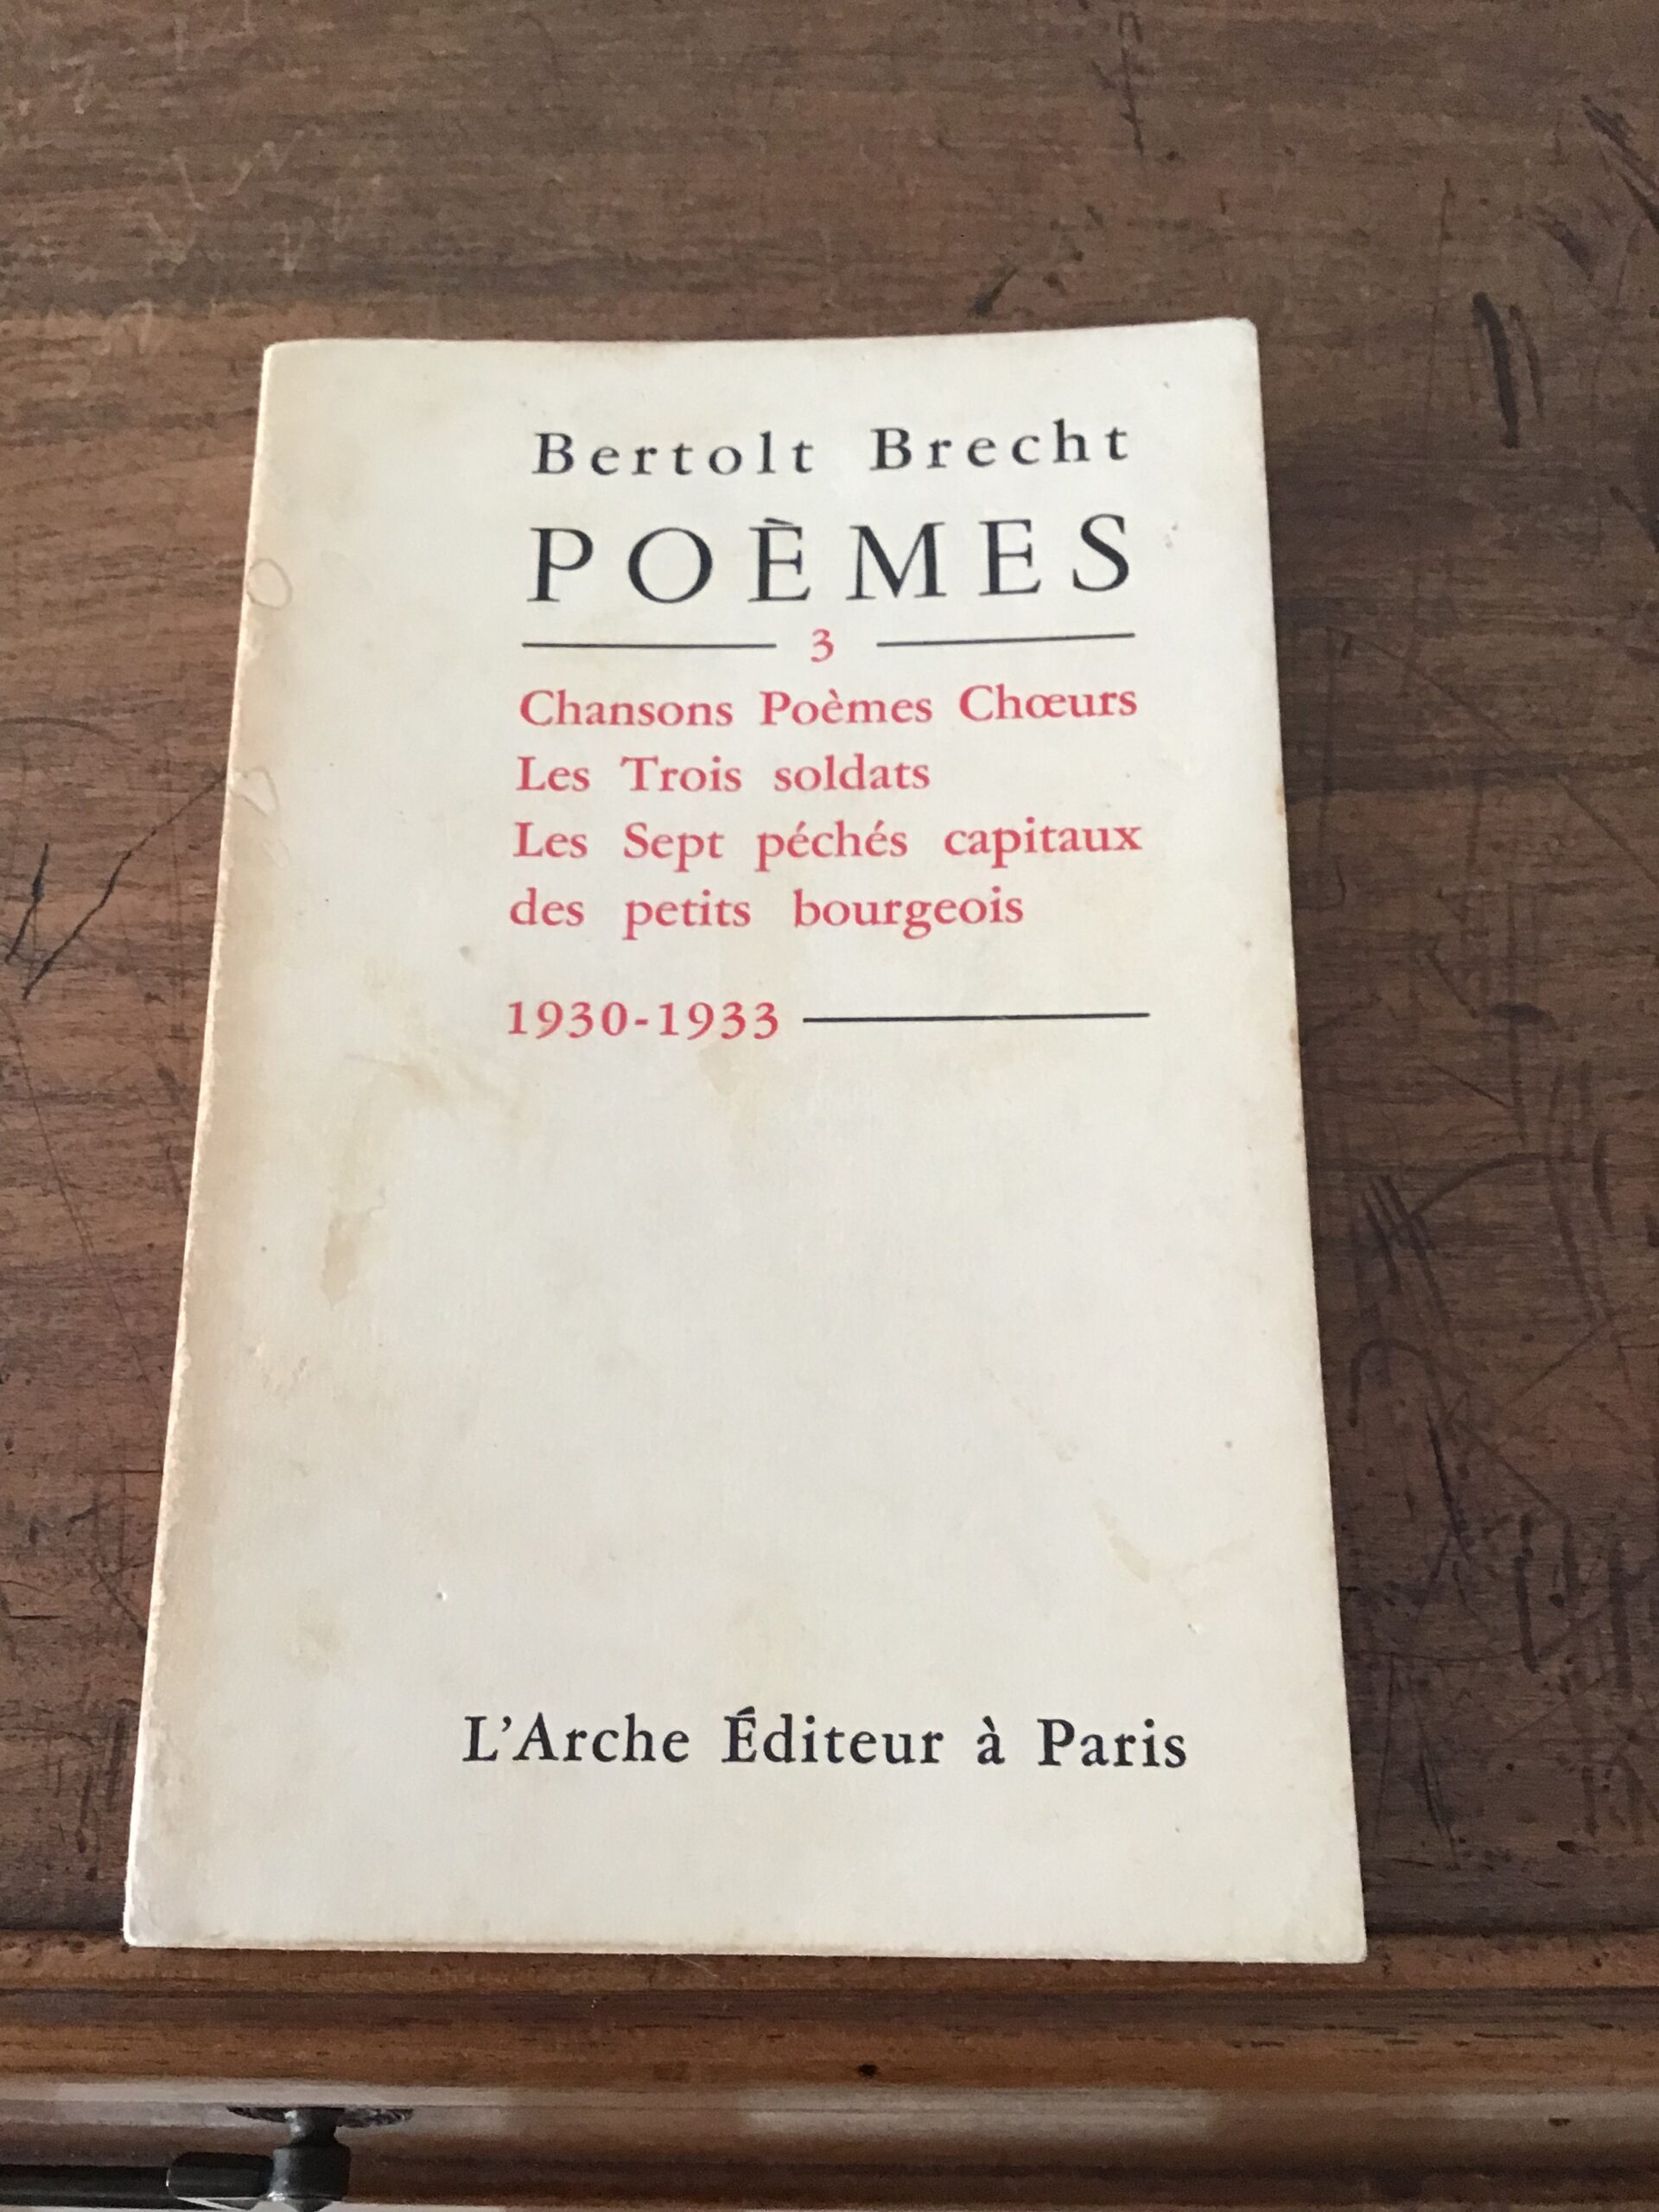 Bertolt Brecht
POÈMES
3
Chansons Poèmes Chœurs
Les Trois soldats
Les Sept péchés capitaux
des petits bourgeois
1930-1933
L'Arche Éditeur à Paris